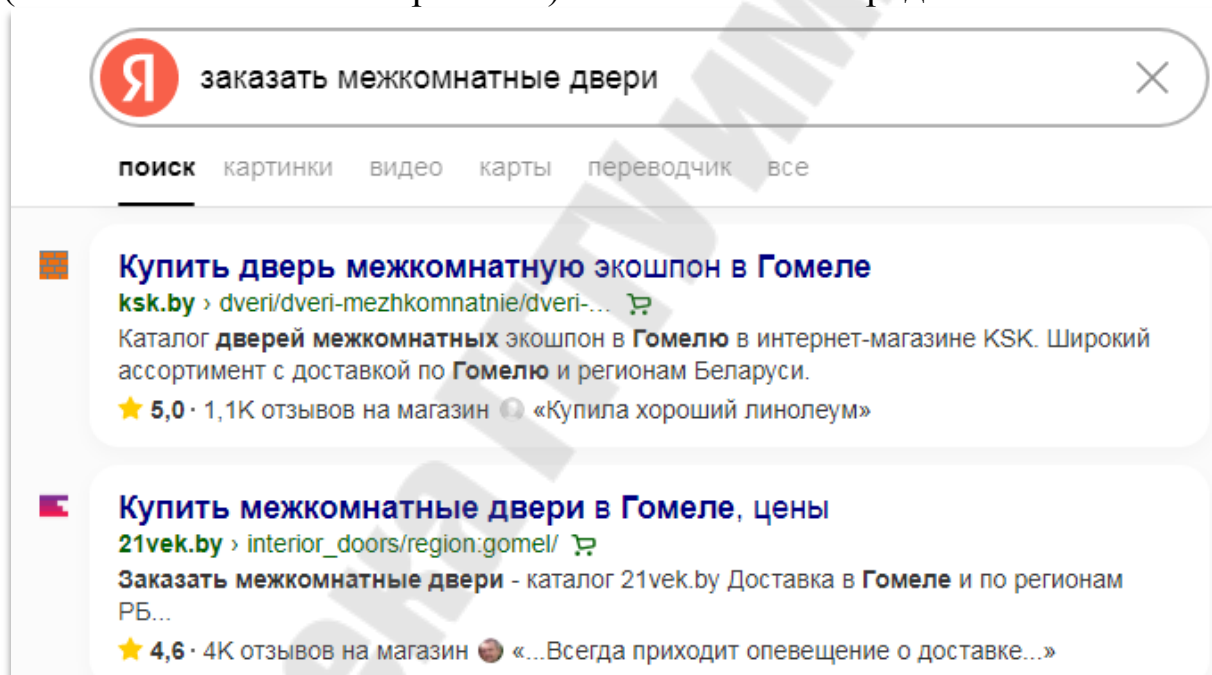 Я заказать межкомнатные двери
поиск картинки видео карты переводчик все
Купить дверь межкомнатную экошпон в Гомеле
ksk.by › dveri/dveri-mezhkomnatnie/dveri-...
Каталог дверей межкомнатных экошпон в Гомелю в интернет-магазине KSK. Широкий
ассортимент с доставкой по Гомелю и регионам Беларуси.
5,0 · 1,1K отзывов на магазин «Купила хороший линолеум»
Купить межкомнатные двери в Гомеле, цены
21vek.by › interior_doors/region:gomel/
Заказать межкомнатные двери - каталог 21vek.by Доставка в Гомеле и по регионам
РБ...
4,6 · 4K отзывов на магазин «...Всегда приходит опевещение о доставке...»